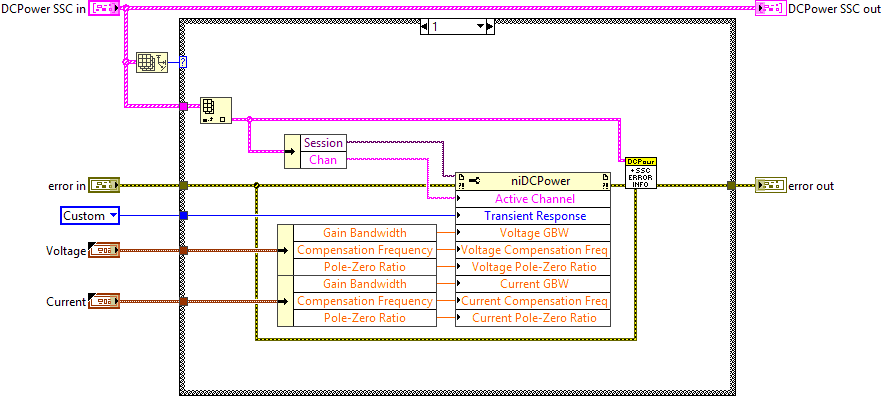 DCPower SSC in
DCPower SSC out
1
?
Session
Chan
DCPowr
+SSC
ERROR
INFO
error in
niDCPower
error out
Active Channel
Custom
Transient Response
Gain Bandwidth
Voltage GBW
Voltage
Compensation Frequency
Voltage Compensation Freq
Pole-Zero Ratio
Voltage Pole-Zero Ratio
Gain Bandwidth
Current GBW
Current
Compensation Frequency
Current Compensation Freq
Pole-Zero Ratio
Current Pole-Zero Ratio